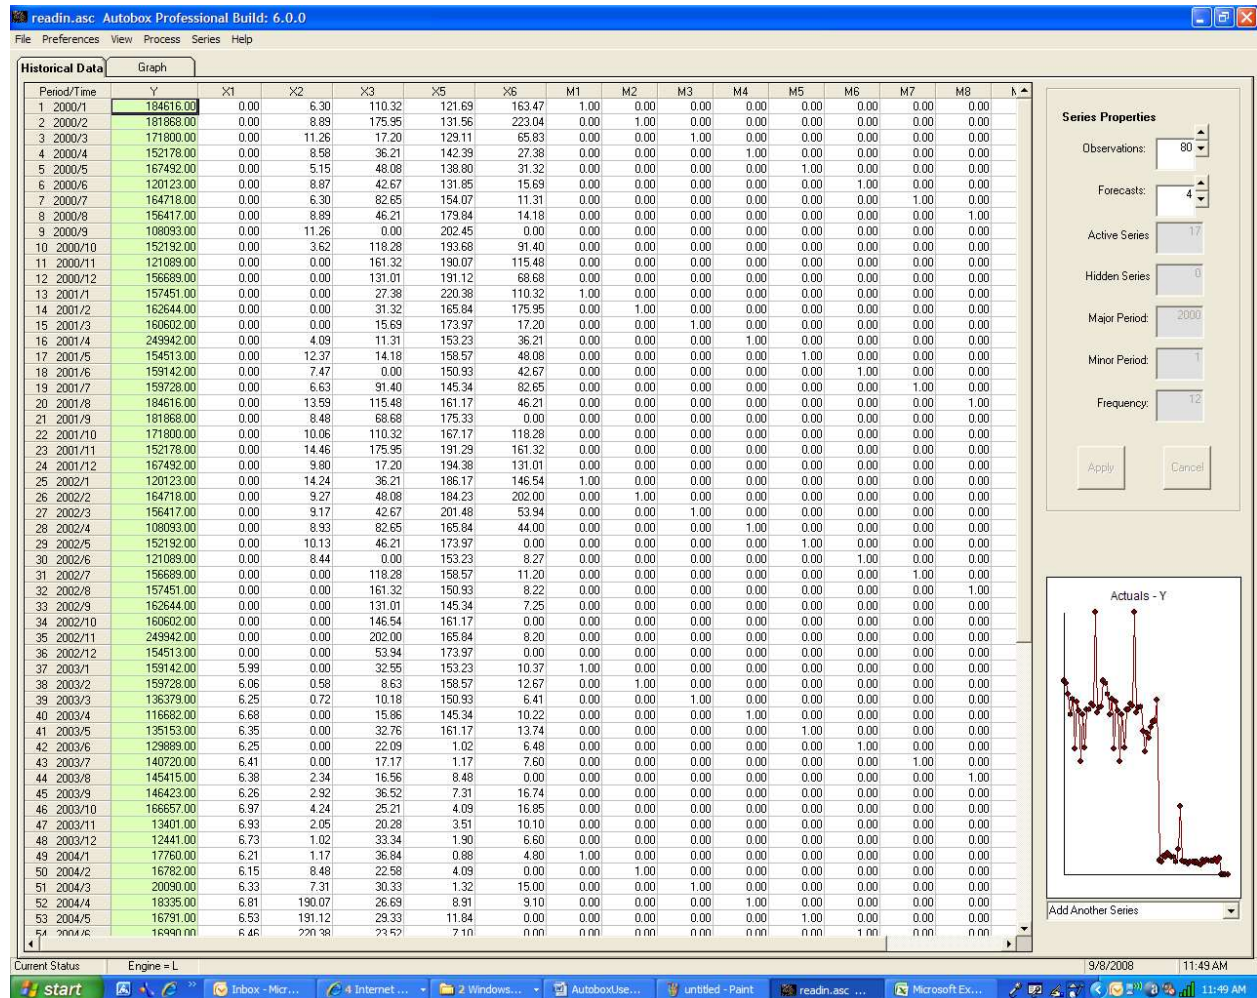 readin.asc Autobox Professional Build: 6.0.0
File Preferences View Process Series Help
Historical Data Graph
Period/Time Y X1 X2 X3 X5 X6 M1 M2 M3 M4 M5 M6 M7 M8
1 2000/1 184616.00 0.00 6.30 110.32 121.69 163.47 1.00 0.00 0.00 0.00 0.00 0.00 0.00 0.00
2 2000/2 181868.00 0.00 8.89 175.95 131.56 223.04 0.00 1.00 0.00 0.00 0.00 0.00 0.00 0.00
3 2000/3 171800.00 0.00 11.26 17.20 129.11 65.83 0.00 0.00 1.00 0.00 0.00 0.00 0.00 0.00
4 2000/4 152178.00 0.00 8.58 36.21 142.39 27.38 0.00 0.00 0.00 1.00 0.00 0.00 0.00 0.00
5 2000/5 167492.00 0.00 5.15 48.08 138.80 31.32 0.00 0.00 0.00 0.00 1.00 0.00 0.00 0.00
6 2000/6 120123.00 0.00 8.87 42.67 131.85 15.69 0.00 0.00 0.00 0.00 0.00 1.00 0.00 0.00
7 2000/7 164718.00 0.00 6.30 82.65 154.07 11.31 0.00 0.00 0.00 0.00 0.00 0.00 1.00 0.00
8 2000/8 156417.00 0.00 8.89 46.21 179.84 14.18 0.00 0.00 0.00 0.00 0.00 0.00 0.00 1.00
9 2000/9 108093.00 0.00 11.26 0.00 202.45 0.00 0.00 0.00 0.00 0.00 0.00 0.00 0.00 0.00
10 2000/10 152192.00 0.00 3.62 118.28 193.68 91.40 0.00 0.00 0.00 0.00 0.00 0.00 0.00 0.00
11 2000/11 121089.00 0.00 0.00 161.32 190.07 115.48 0.00 0.00 0.00 0.00 0.00 0.00 0.00 0.00
12 2000/12 156689.00 0.00 0.00 131.01 191.12 68.68 0.00 0.00 0.00 0.00 0.00 0.00 0.00 0.00
13 2001/1 157451.00 0.00 0.00 27.38 220.38 110.32 1.00 0.00 0.00 0.00 0.00 0.00 0.00 0.00
14 2001/2 162644.00 0.00 0.00 31.32 165.84 175.95 0.00 1.00 0.00 0.00 0.00 0.00 0.00 0.00
15 2001/3 160602.00 0.00 0.00 15.69 173.97 17.20 0.00 0.00 1.00 0.00 0.00 0.00 0.00 0.00
16 2001/4 249942.00 0.00 4.09 11.31 153.23 36.21 0.00 0.00 0.00 1.00 0.00 0.00 0.00 0.00
17 2001/5 154513.00 0.00 12.37 14.18 158.57 48.08 0.00 0.00 0.00 0.00 1.00 0.00 0.00 0.00
18 2001/6 159142.00 0.00 7.47 0.00 150.93 42.67 0.00 0.00 0.00 0.00 0.00 1.00 0.00 0.00
19 2001/7 159728.00 0.00 6.63 91.40 145.34 82.65 0.00 0.00 0.00 0.00 0.00 0.00 1.00 0.00
20 2001/8 184616.00 0.00 13.59 115.48 161.17 46.21 0.00 0.00 0.00 0.00 0.00 0.00 0.00 1.00
21 2001/9 181868.00 0.00 8.48 68.68 175.33 0.00 0.00 0.00 0.00 0.00 0.00 0.00 0.00 0.00
22 2001/10 171800.00 0.00 10.06 110.32 167.17 118.28 0.00 0.00 0.00 0.00 0.00 0.00 0.00 0.00
23 2001/11 152178.00 0.00 14.46 175.95 191.29 161.32 0.00 0.00 0.00 0.00 0.00 0.00 0.00 0.00
24 2001/12 167492.00 0.00 9.80 17.20 194.38 131.01 0.00 0.00 0.00 0.00 0.00 0.00 0.00 0.00
25 2002/1 120123.00 0.00 14.24 36.21 186.17 146.54 1.00 0.00 0.00 0.00 0.00 0.00 0.00 0.00
26 2002/2 164718.00 0.00 9.27 48.08 184.23 202.00 0.00 1.00 0.00 0.00 0.00 0.00 0.00 0.00
27 2002/3 156417.00 0.00 9.17 42.67 201.48 53.94 0.00 0.00 1.00 0.00 0.00 0.00 0.00 0.00
28 2002/4 108093.00 0.00 8.93 82.65 165.84 44.00 0.00 0.00 0.00 1.00 0.00 0.00 0.00 0.00
29 2002/5 152192.00 0.00 10.13 46.21 173.97 0.00 0.00 0.00 0.00 0.00 1.00 0.00 0.00 0.00
30 2002/6 121089.00 0.00 8.44 0.00 153.23 8.27 0.00 0.00 0.00 0.00 0.00 1.00 0.00 0.00
31 2002/7 156689.00 0.00 0.00 118.28 158.57 11.20 0.00 0.00 0.00 0.00 0.00 0.00 1.00 0.00
32 2002/8 157451.00 0.00 0.00 161.32 150.93 8.22 0.00 0.00 0.00 0.00 0.00 0.00 0.00 1.00
33 2002/9 162644.00 0.00 0.00 131.01 145.34 7.25 0.00 0.00 0.00 0.00 0.00 0.00 0.00 0.00
34 2002/10 160602.00 0.00 0.00 146.54 161.17 0.00 0.00 0.00 0.00 0.00 0.00 0.00 0.00 0.00
35 2002/11 249942.00 0.00 0.00 202.00 165.84 8.20 0.00 0.00 0.00 0.00 0.00 0.00 0.00 0.00
36 2002/12 154513.00 0.00 0.00 53.94 173.97 0.00 0.00 0.00 0.00 0.00 0.00 0.00 0.00 0.00
37 2003/1 159142.00 5.99 0.00 32.55 153.23 10.37 1.00 0.00 0.00 0.00 0.00 0.00 0.00 0.00
38 2003/2 159728.00 6.06 0.58 8.63 158.57 12.67 0.00 1.00 0.00 0.00 0.00 0.00 0.00 0.00
39 2003/3 136379.00 6.25 0.72 10.18 150.93 6.41 0.00 0.00 1.00 0.00 0.00 0.00 0.00 0.00
40 2003/4 116682.00 6.68 0.00 15.86 145.34 10.22 0.00 0.00 0.00 1.00 0.00 0.00 0.00 0.00
41 2003/5 135153.00 6.35 0.00 32.76 161.17 13.74 0.00 0.00 0.00 0.00 1.00 0.00 0.00 0.00
42 2003/6 129889.00 6.25 0.00 22.09 1.02 6.48 0.00 0.00 0.00 0.00 0.00 1.00 0.00 0.00
43 2003/7 140720.00 6.41 0.00 17.17 1.17 7.60 0.00 0.00 0.00 0.00 0.00 0.00 1.00 0.00
44 2003/8 145415.00 6.38 2.34 16.56 8.48 0.00 0.00 0.00 0.00 0.00 0.00 0.00 0.00 1.00
45 2003/9 146423.00 6.26 2.92 36.52 7.31 16.74 0.00 0.00 0.00 0.00 0.00 0.00 0.00 0.00
46 2003/10 166657.00 6.97 4.24 25.21 4.09 16.85 0.00 0.00 0.00 0.00 0.00 0.00 0.00 0.00
47 2003/11 13401.00 6.93 2.05 20.28 3.51 10.10 0.00 0.00 0.00 0.00 0.00 0.00 0.00 0.00
48 2003/12 12441.00 6.73 1.02 33.34 1.90 6.60 0.00 0.00 0.00 0.00 0.00 0.00 0.00 0.00
49 2004/1 17760.00 6.21 1.17 36.84 0.88 4.80 1.00 0.00 0.00 0.00 0.00 0.00 0.00 0.00
50 2004/2 16782.00 6.15 8.48 22.58 4.09 0.00 0.00 1.00 0.00 0.00 0.00 0.00 0.00 0.00
51 2004/3 20090.00 6.33 7.31 30.33 1.32 15.00 0.00 0.00 1.00 0.00 0.00 0.00 0.00 0.00
52 2004/4 18335.00 6.81 190.07 26.69 8.91 9.10 0.00 0.00 0.00 1.00 0.00 0.00 0.00 0.00
53 2004/5 16791.00 6.53 191.12 29.33 11.84 0.00 0.00 0.00 0.00 0.00 1.00 0.00 0.00 0.00
54 2004/6 16990.00 6.46 220.38 23.52 7.10 0.00 0.00 0.00 0.00 0.00 0.00 1.00 0.00 0.00
Series Properties
Observations: 80
Forecasts: 4
Active Series 17
Hidden Series 0
Major Period: 2000
Minor Period: 1
Frequency: 12
Apply Cancel
Actuals - Y
Add Another Series
Current Status Engine = L 9/8/2008 11:49 AM
start Inbox - Micr... 4 Internet ... 2 Windows... AutoboxUse... untitled - Paint readin.asc ... Microsoft Ex... 11:49 AM